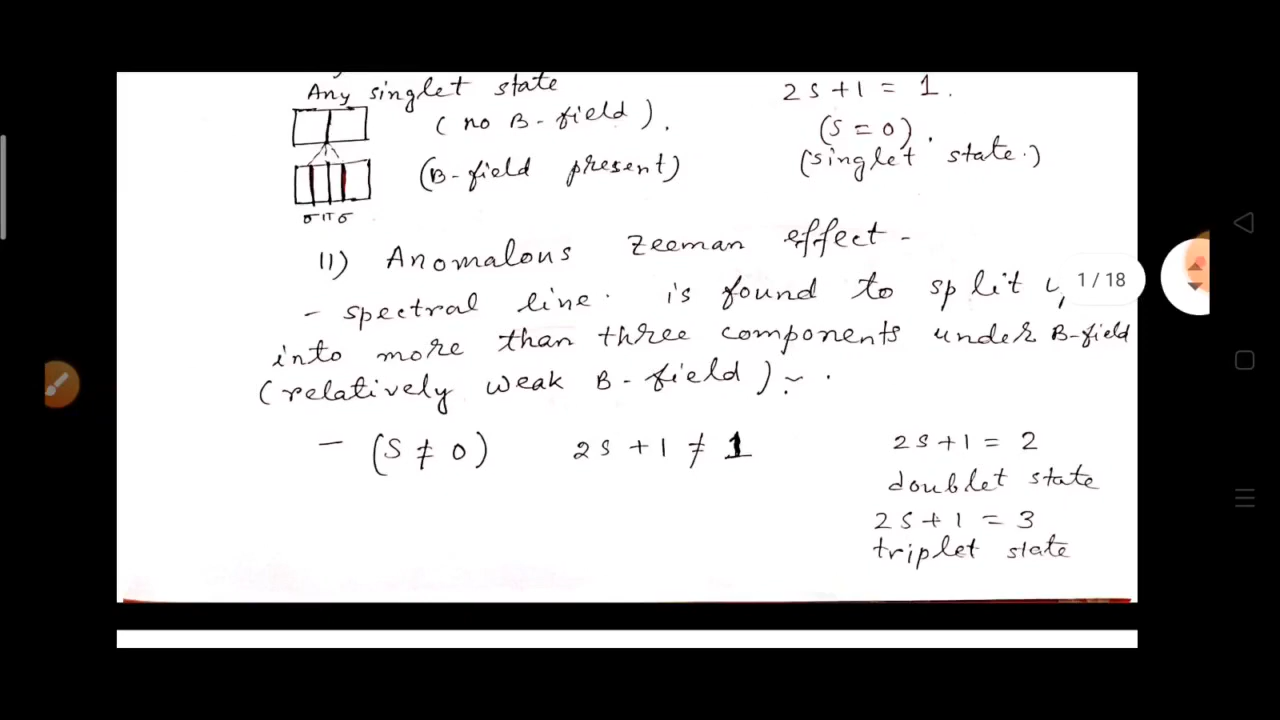 Any singlet state
2s+1 = 1.
(no B-field).
(s = 0).
(B-field present)
(singlet state.)
σ π σ
11) Anomalous Zeeman effect -
- spectral line. is found to split
1/18
into more than three components under B-field
(relatively weak B-field) ~ .
- (S ≠ 0) 2s+1 ≠ 1
2s+1 = 2
doublet state
2s+1 = 3
triplet state